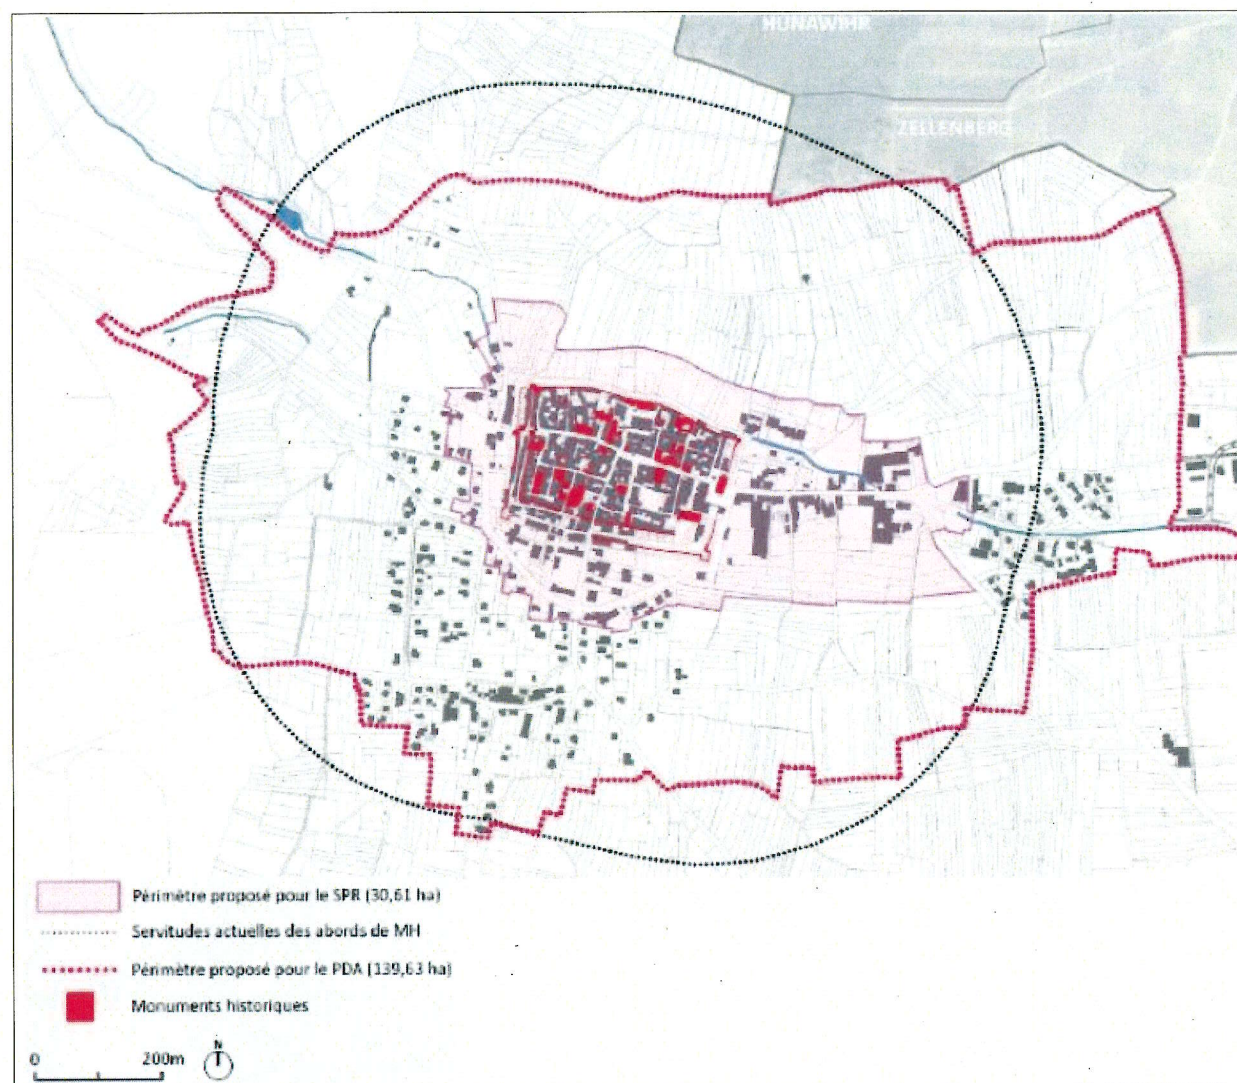 HUNAWIHR
ZELLENBERG
Périmètre proposé pour le SPR (30,61 ha)
Servitudes actuelles des abords de MH
Périmètre proposé pour le PDA (139,63 ha)
Monuments historiques
0 200m N